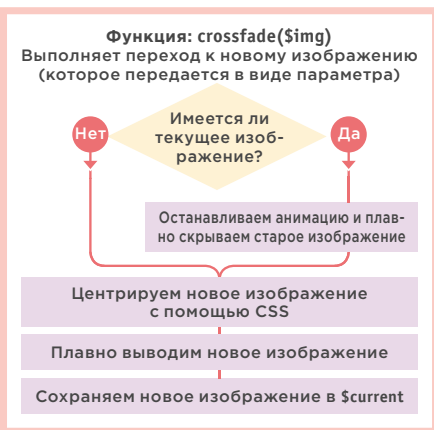 Функция: crossfade($img)
Выполняет переход к новому изображению
(которое передается в виде параметра)
Имеется ли
текущее изоб-
ражение?
Нет
Да
Останавливаем анимацию и плав-
но скрываем старое изображение
Центрируем новое изображение
с помощью CSS
Плавно выводим новое изображение
Сохраняем новое изображение в $current